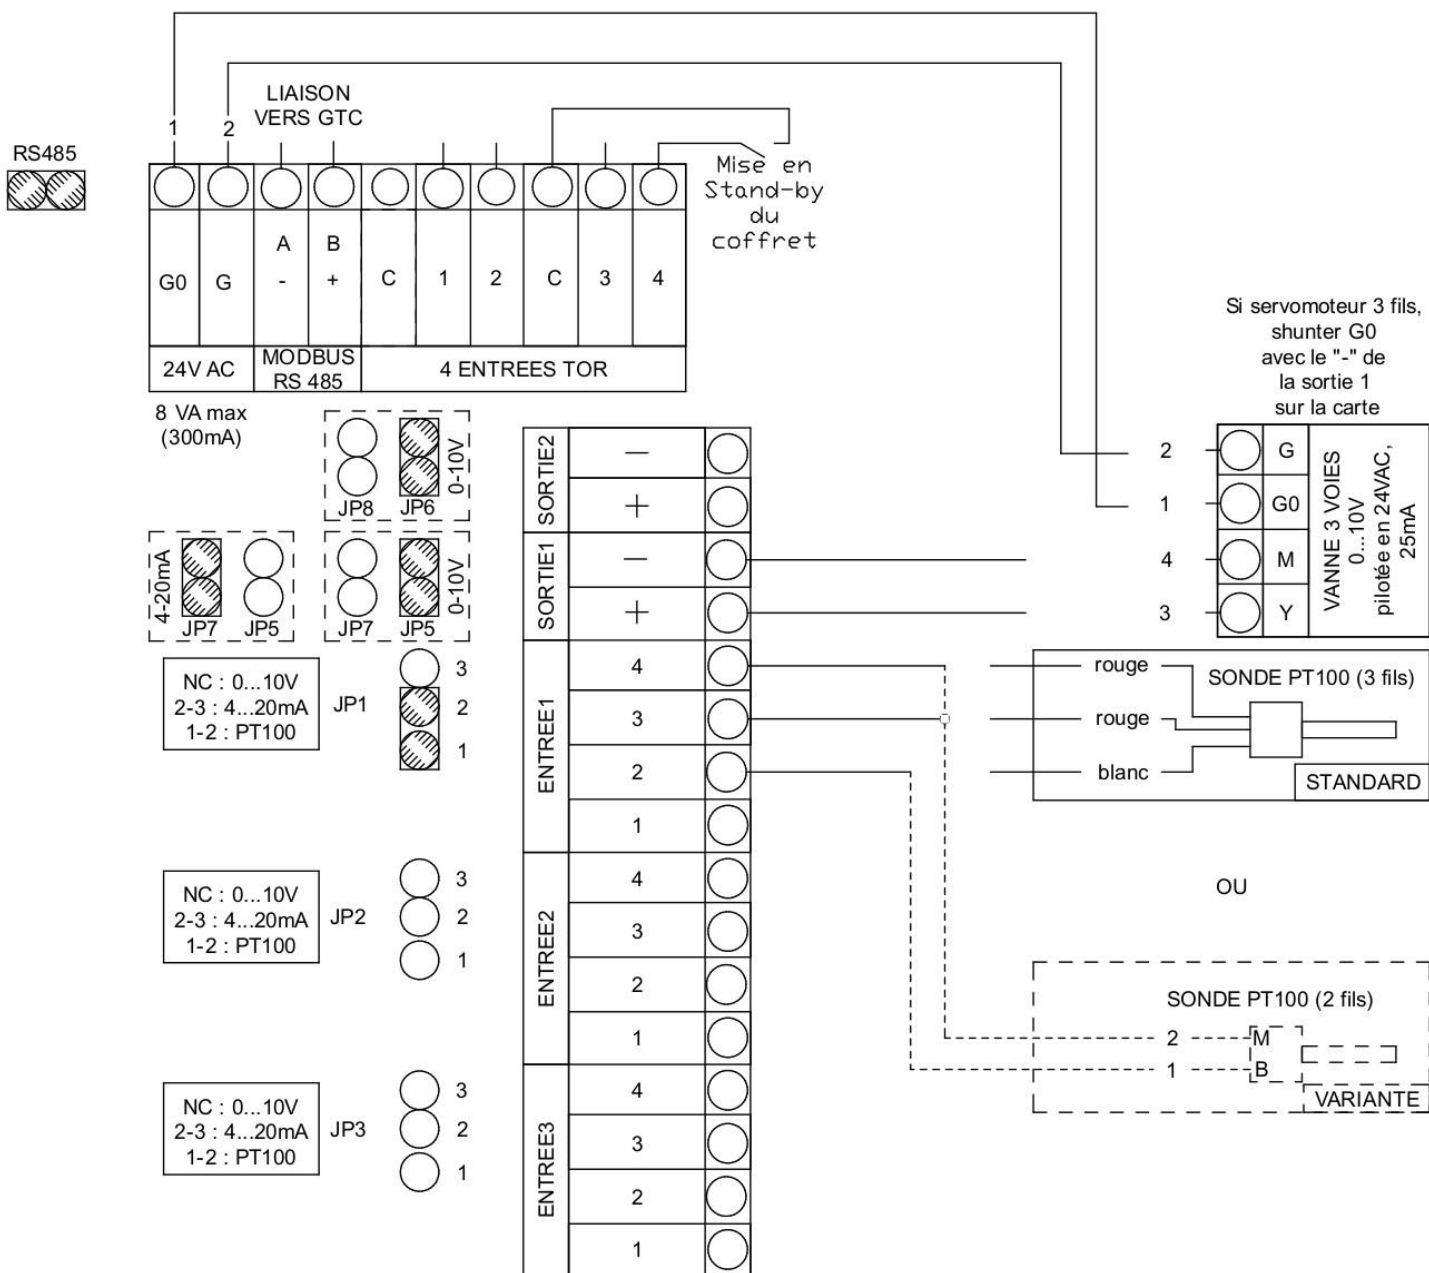 LIAISON
VERS GTC
1
2
RS485
Mise en
Stand-by
du
coffret
A
B
G0
G
-
+
C
1
2
C
3
4
24V AC
MODBUS
RS 485
4 ENTREES TOR
8 VA max
(300mA)
JP8
JP6
0-10V
4-20mA
JP7
JP5
JP7
JP5
0-10V
NC : 0...10V
2-3 : 4...20mA
1-2 : PT100
JP1
3
2
1
NC : 0...10V
2-3 : 4...20mA
1-2 : PT100
JP2
3
2
1
NC : 0...10V
2-3 : 4...20mA
1-2 : PT100
JP3
3
2
1
SORTIE2
-
+
SORTIE1
-
+
ENTREE1
4
3
2
1
ENTREE2
4
3
2
1
ENTREE3
4
3
2
1
Si servomoteur 3 fils,
shunter G0
avec le "-" de
la sortie 1
sur la carte
2
G
1
G0
4
M
3
Y
VANNE 3 VOIES
0...10V
pilotée en 24VAC,
25mA
rouge
rouge
blanc
SONDE PT100 (3 fils)
STANDARD
OU
SONDE PT100 (2 fils)
2
M
1
B
VARIANTE